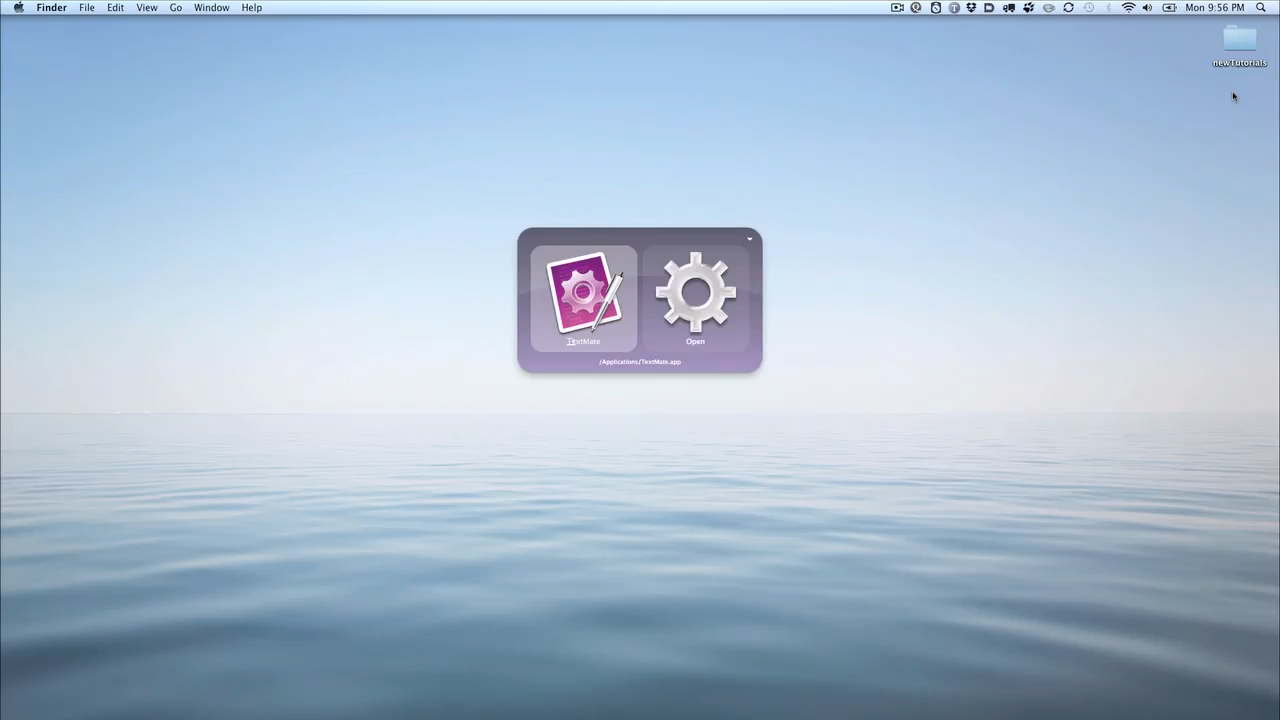 Finder File Edit View Go Window Help Mon 9:56 PM
newTutorials
TextMate Open
/Applications/TextMate.app